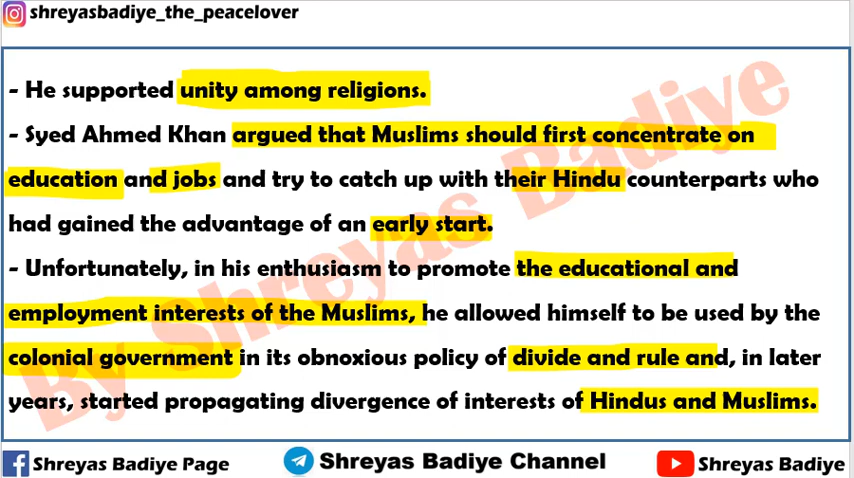 shreyasbadiye_the_peacelover
- He supported unity among religions.
- Syed Ahmed Khan argued that Muslims should first concentrate on
education and jobs and try to catch up with their Hindu counterparts who
had gained the advantage of an early start.
- Unfortunately, in his enthusiasm to promote the educational and
employment interests of the Muslims, he allowed himself to be used by the
colonial government in its obnoxious policy of divide and rule and, in later
years, started propagating divergence of interests of Hindus and Muslims.
By Shreyas Badiye
Shreyas Badiye Page
Shreyas Badiye Channel
Shreyas Badiye